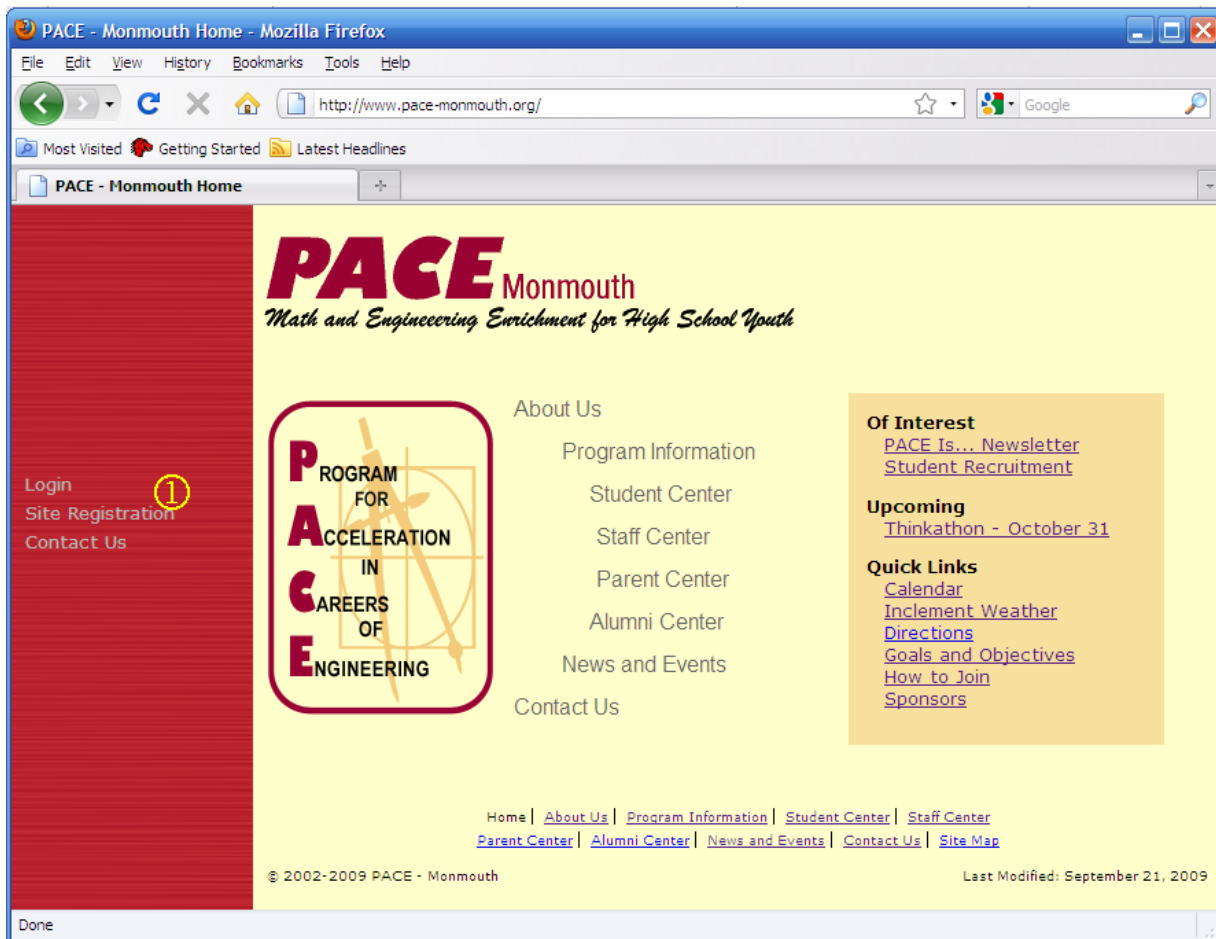 PACE - Monmouth Home - Mozilla Firefox
File Edit View History Bookmarks Tools Help
http://www.pace-monmouth.org/
Google
Most Visited Getting Started Latest Headlines
PACE - Monmouth Home
PACE Monmouth
Math and Engineeering Enrichment for High School Youth
Login
①
Site Registration
Contact Us
PROGRAM
FOR
ACCELERATION
IN
CAREERS
OF
ENGINEERING
About Us
Program Information
Student Center
Staff Center
Parent Center
Alumni Center
News and Events
Contact Us
Of Interest
PACE Is... Newsletter
Student Recruitment
Upcoming
Thinkathon - October 31
Quick Links
Calendar
Inclement Weather
Directions
Goals and Objectives
How to Join
Sponsors
Home | About Us | Program Information | Student Center | Staff Center
Parent Center | Alumni Center | News and Events | Contact Us | Site Map
© 2002-2009 PACE - Monmouth
Last Modified: September 21, 2009
Done